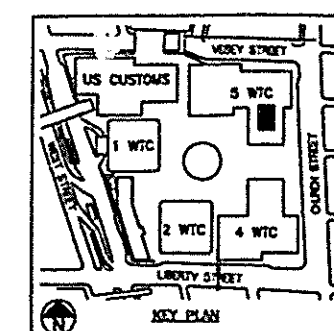 VESEY STREET
US CUSTOMS
5 WTC
1 WTC
WEST STREET
CHURCH STREET
2 WTC
4 WTC
LIBERTY STREET
N
KEY PLAN